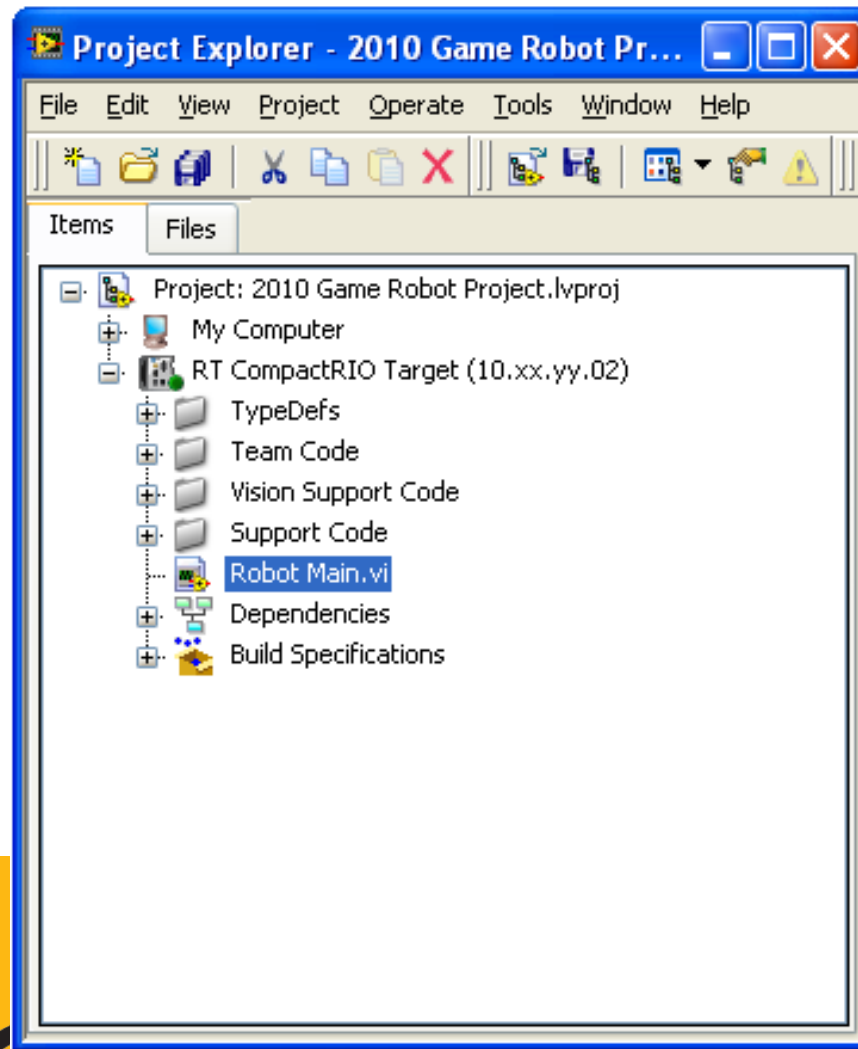 Project Explorer - 2010 Game Robot Pr...
File Edit View Project Operate Tools Window Help
Items Files
Project: 2010 Game Robot Project.lvproj
My Computer
RT CompactRIO Target (10.xx.yy.02)
TypeDefs
Team Code
Vision Support Code
Support Code
Robot Main.vi
Dependencies
Build Specifications